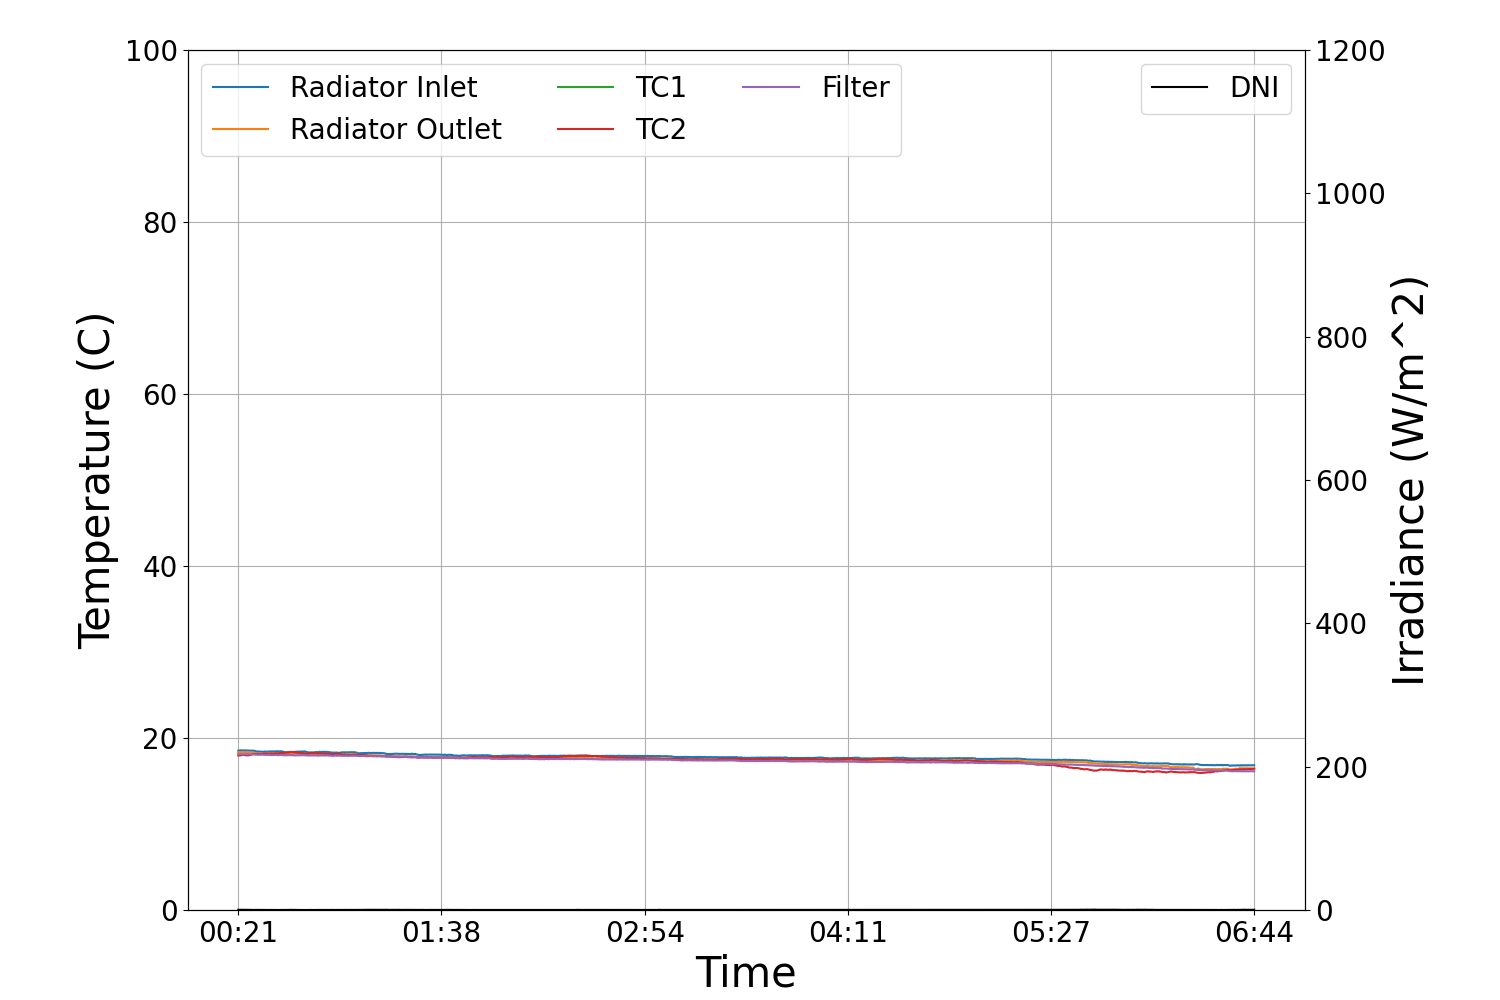 100
80
60
40
20
0
Temperature (C)
Radiator Inlet
Radiator Outlet
TC1
TC2
Filter
DNI
1200
1000
800
600
400
200
0
Irradiance (W/m^2)
00:21 01:38 02:54 04:11 05:27 06:44
Time